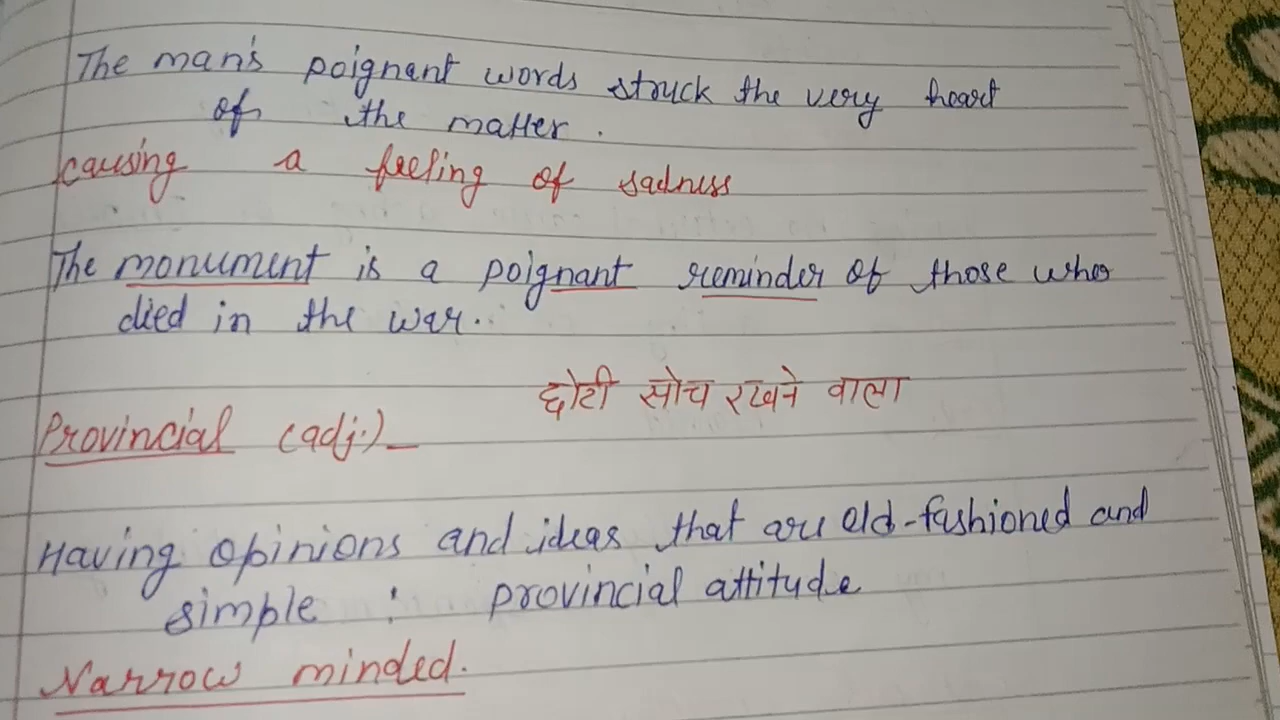 The man's poignant words struck the very heart
of the matter.
causing a feeling of sadness
The monument is a poignant reminder of those who
died in the war.
छोटी सोच रखने वाला
Provincial (adj.) –
Having opinions and ideas that are old-fashioned and
simple : provincial attitude
Narrow minded.